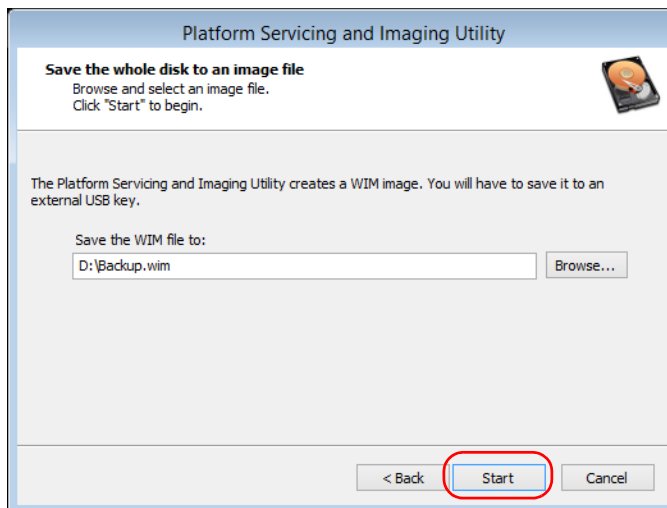 Platform Servicing and Imaging Utility
Save the whole disk to an image file
Browse and select an image file.
Click "Start" to begin.
The Platform Servicing and Imaging Utility creates a WIM image. You will have to save it to an
external USB key.
Save the WIM file to:
D:\Backup.wim
Browse...
< Back
Start
Cancel